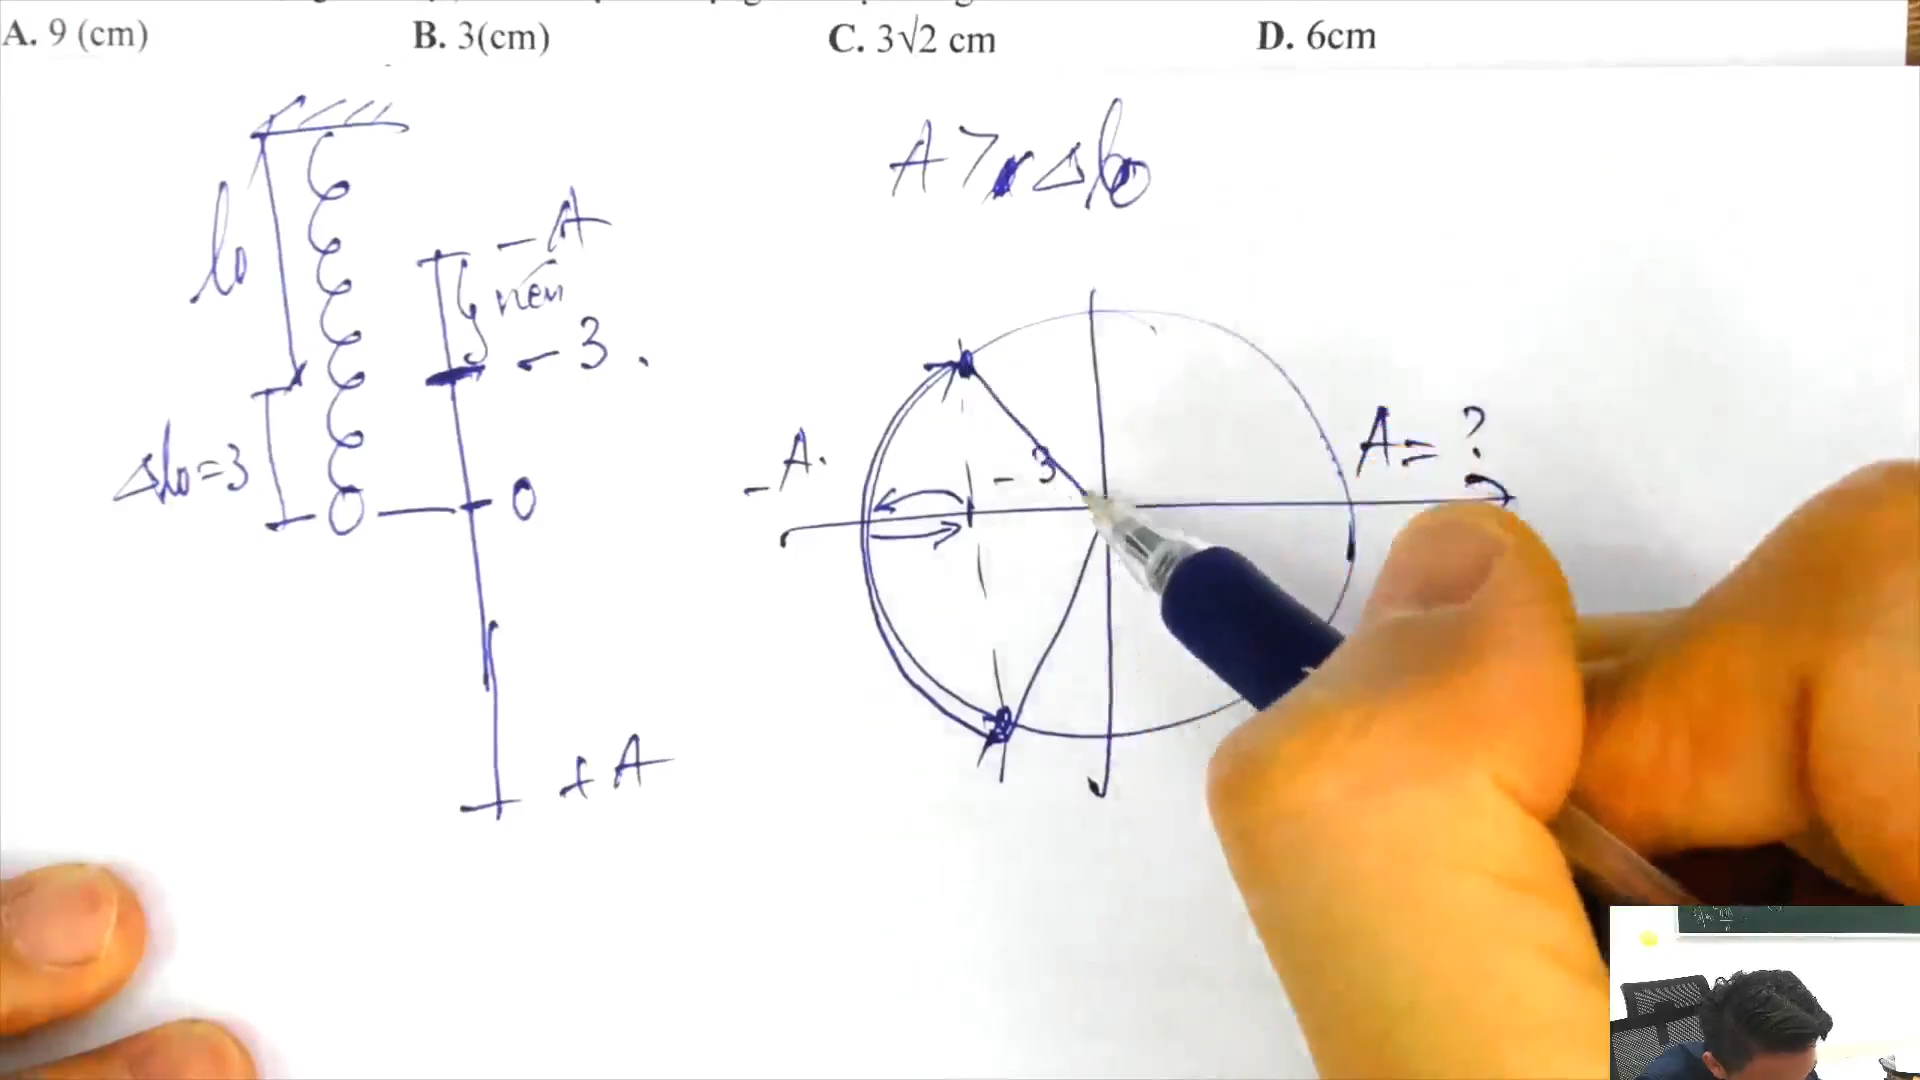 A. 9 (cm) B. 3(cm) C. 3√2 cm D. 6cm
A > Δl0
l0
-A
nén
-3.
Δl0=3
0
+A
-A.
-3
A=?